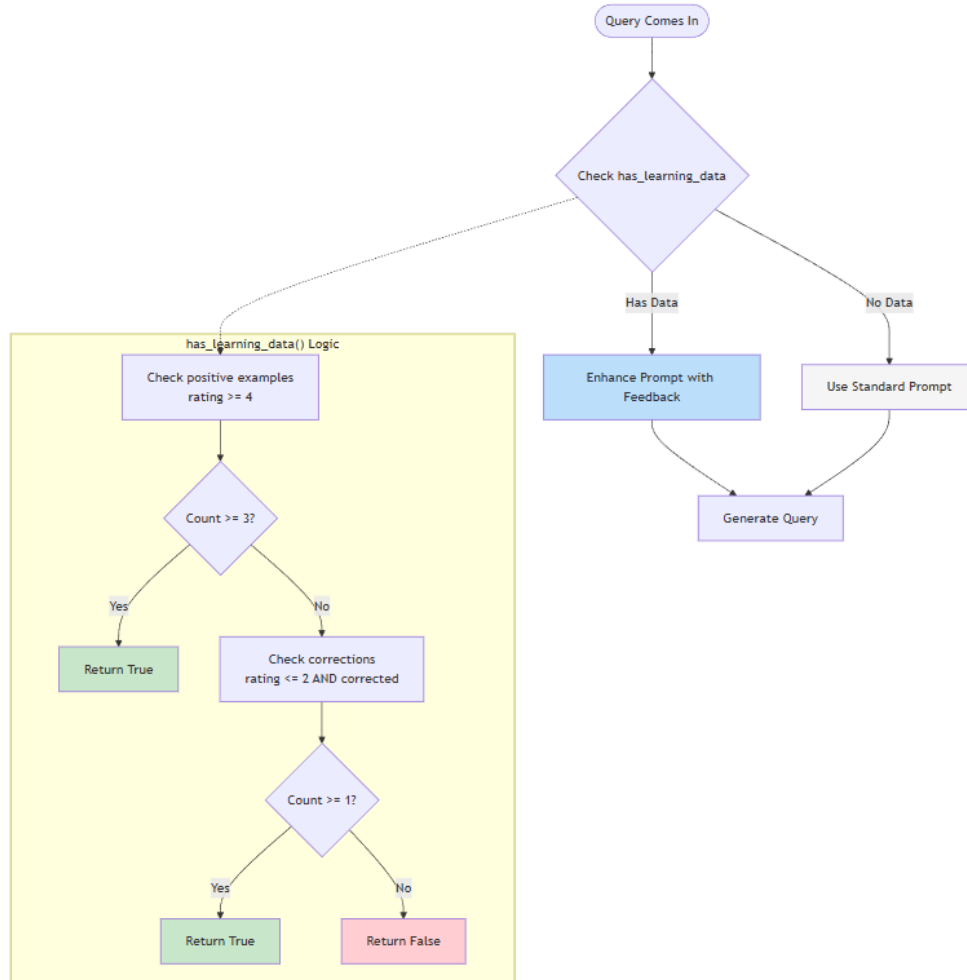 Query Comes In
Check has_learning_data
Has Data
No Data
has_learning_data() Logic
Check positive examples
rating >= 4
Enhance Prompt with
Feedback
Use Standard Prompt
Count >= 3?
Generate Query
Yes
No
Return True
Check corrections
rating <= 2 AND corrected
Count >= 1?
Yes
No
Return True
Return False